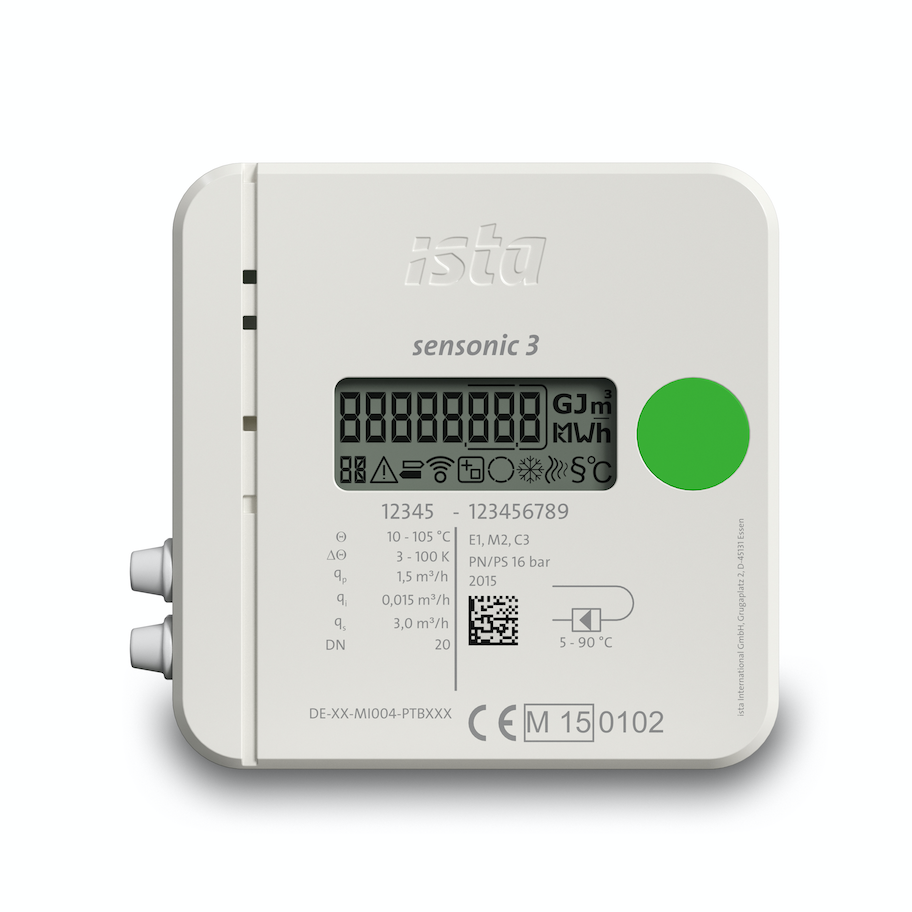 ista
sensonic 3
88888888 GJ m³
MWh
88 § °C
12345 - 123456789
Θ 10 - 105 °C
ΔΘ 3 - 100 K
qp 1,5 m³/h
qi 0,015 m³/h
qs 3,0 m³/h
DN 20
E1, M2, C3
PN/PS 16 bar
2015
5 - 90 °C
DE-XX-MI004-PTBXXX
CE M 15 0102
ista International GmbH, Grugaplatz 2, D-45131 Essen